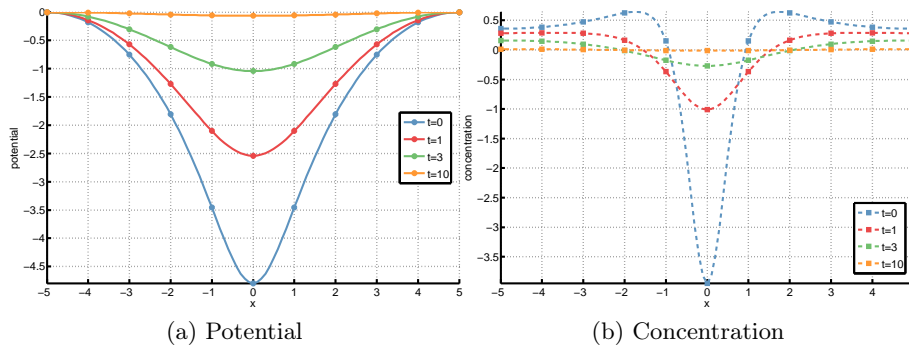 0
−0.5
−1
−1.5
−2
−2.5
−3
−3.5
−4
−4.5
potential
−5 −4 −3 −2 −1 0 1 2 3 4 5
x
t=0
t=1
t=3
t=10
(a) Potential
0.5
0
−0.5
−1
−1.5
−2
−2.5
−3
−3.5
concentration
−5 −4 −3 −2 −1 0 1 2 3 4
x
t=0
t=1
t=3
t=10
(b) Concentration